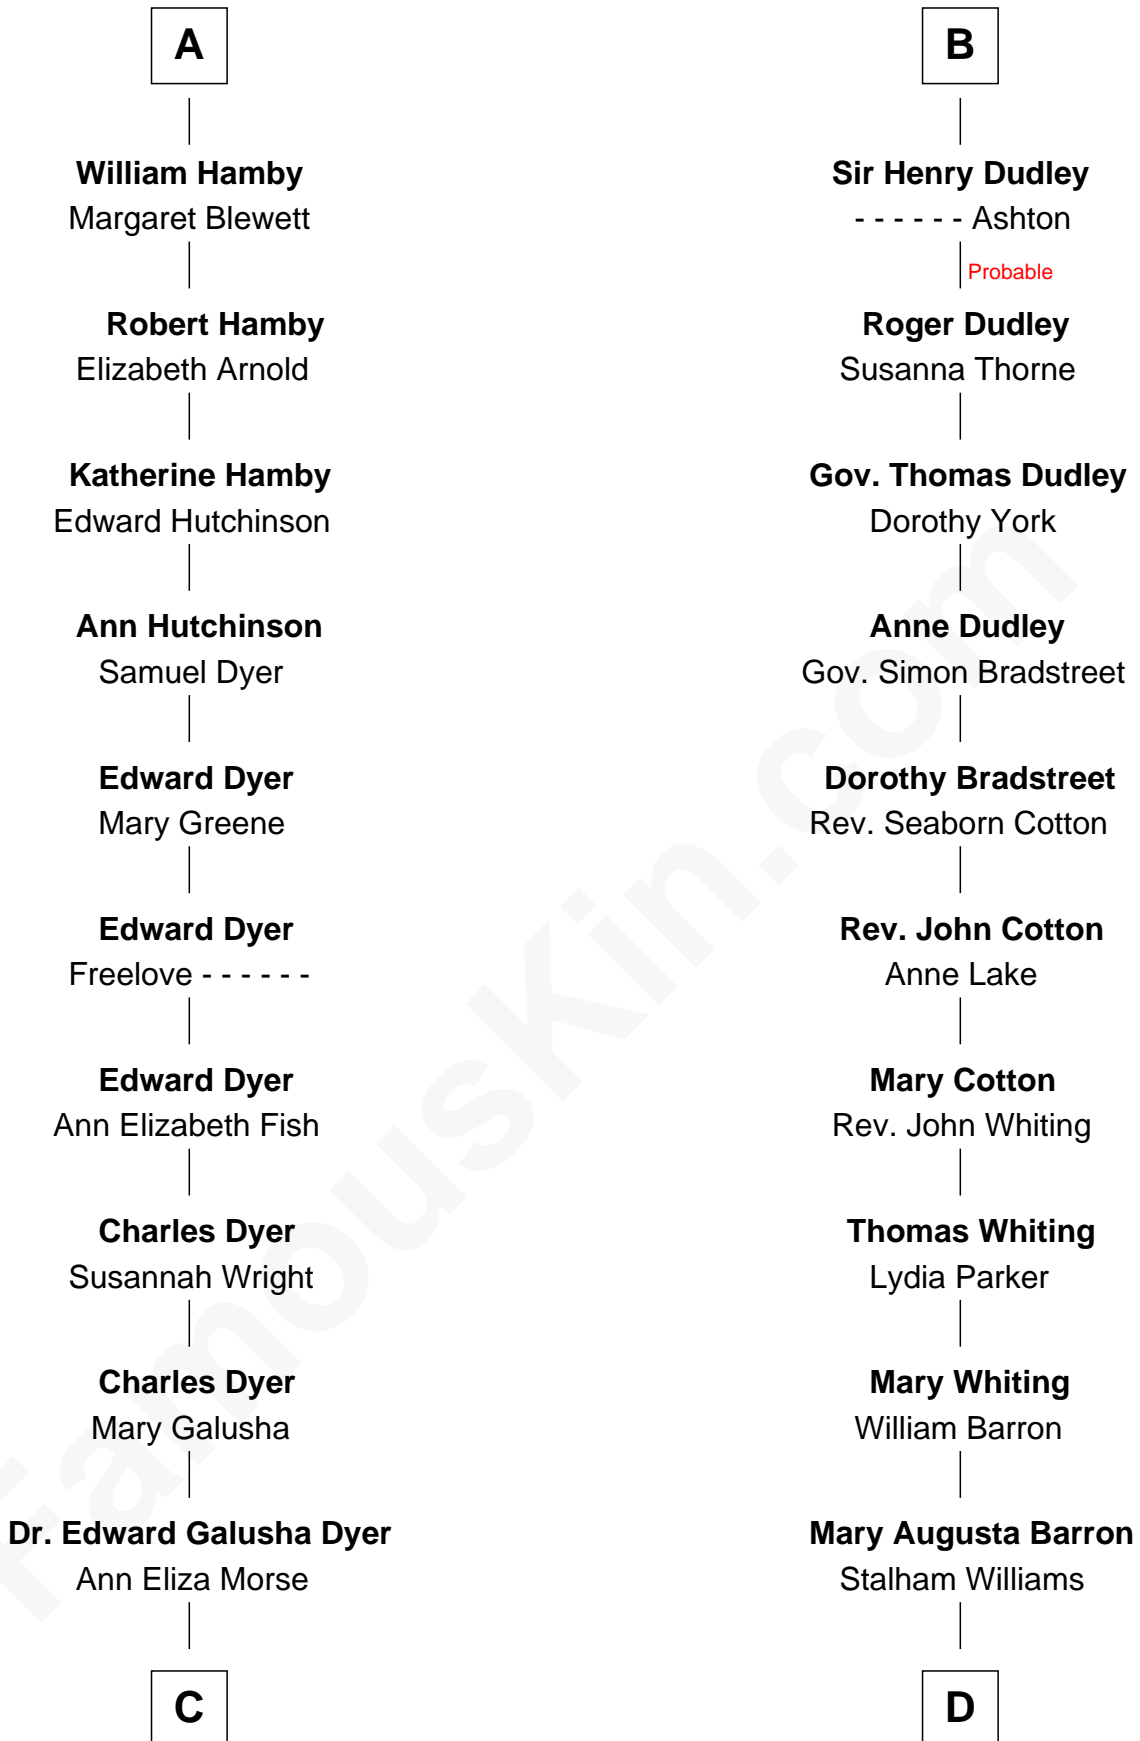 A
William Hamby
Margaret Blewett
Robert Hamby
Elizabeth Arnold
Katherine Hamby
Edward Hutchinson
Ann Hutchinson
Samuel Dyer
Edward Dyer
Mary Greene
Edward Dyer
Freelove - - - - - -
Edward Dyer
Ann Elizabeth Fish
Charles Dyer
Susannah Wright
Charles Dyer
Mary Galusha
Dr. Edward Galusha Dyer
Ann Eliza Morse
C
B
Sir Henry Dudley
- - - - - - Ashton
Probable
Roger Dudley
Susanna Thorne
Gov. Thomas Dudley
Dorothy York
Anne Dudley
Gov. Simon Bradstreet
Dorothy Bradstreet
Rev. Seaborn Cotton
Rev. John Cotton
Anne Lake
Mary Cotton
Rev. John Whiting
Thomas Whiting
Lydia Parker
Mary Whiting
William Barron
Mary Augusta Barron
Stalham Williams
D
FamousKin.com